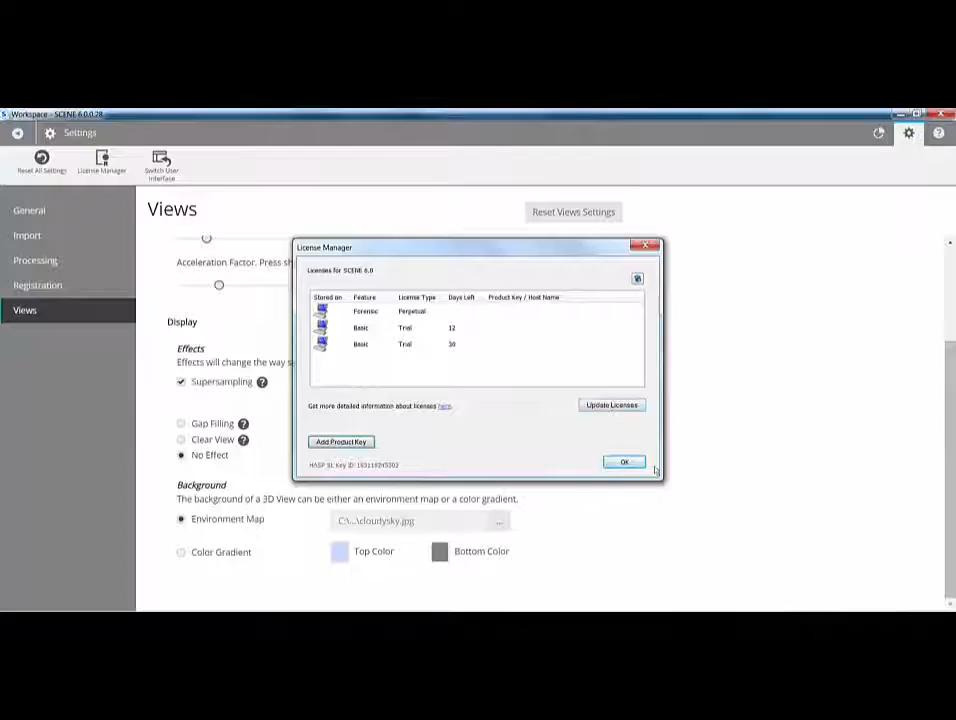 Workspace - SCENE 6.0.0.28
Settings
Reset All Settings
License Manager
Switch User Interface
General
Import
Processing
Registration
Views
Views
Reset Views Settings
Acceleration Factor. Press sh
Display
Effects
Effects will change the way s
Supersampling
Gap Filling
Clear View
No Effect
Background
The background of a 3D View can be either an environment map or a color gradient.
Environment Map
C:\...\cloudysky.jpg
...
Color Gradient
Top Color
Bottom Color
License Manager
Licenses for SCENE 6.0
Stored on Feature License Type Days Left Product Key / Host Name
Forensic Perpetual
Basic Trial 12
Basic Trial 30
Get more detailed information about licenses here.
Update Licenses
Add Product Key
HASP SL Key ID:
OK